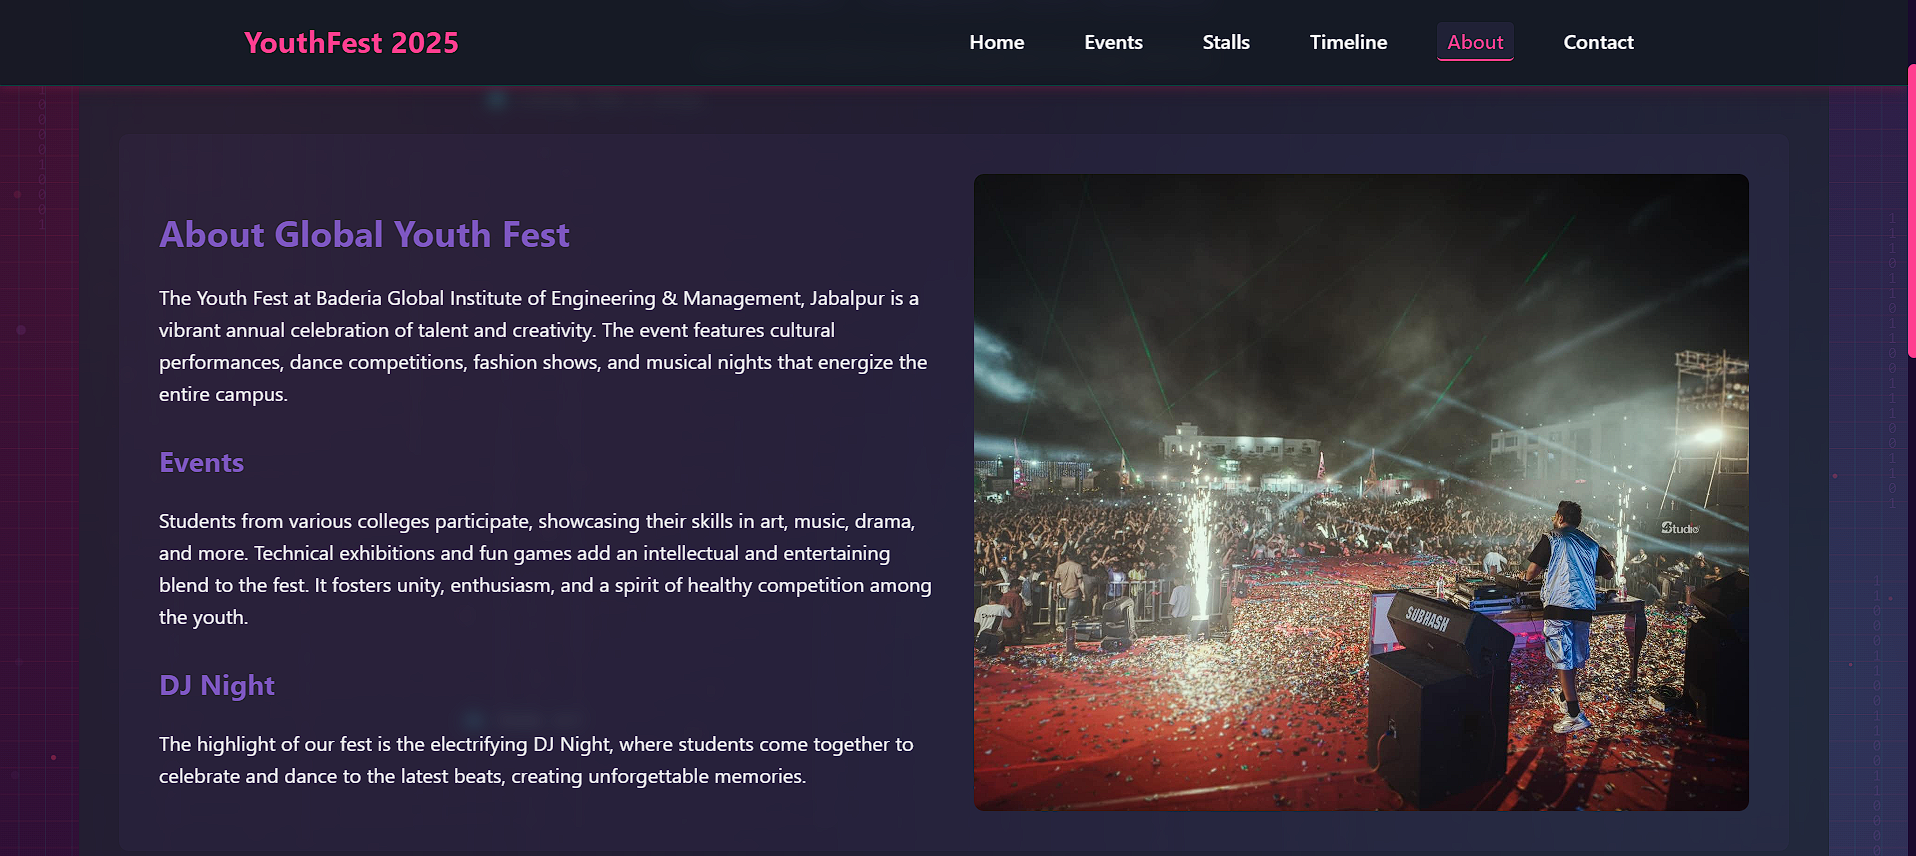 YouthFest 2025
Home
Events
Stalls
Timeline
About
Contact
About Global Youth Fest
The Youth Fest at Baderia Global Institute of Engineering & Management, Jabalpur is a
vibrant annual celebration of talent and creativity. The event features cultural
performances, dance competitions, fashion shows, and musical nights that energize the
entire campus.
Events
Students from various colleges participate, showcasing their skills in art, music, drama,
and more. Technical exhibitions and fun games add an intellectual and entertaining
blend to the fest. It fosters unity, enthusiasm, and a spirit of healthy competition among
the youth.
DJ Night
The highlight of our fest is the electrifying DJ Night, where students come together to
celebrate and dance to the latest beats, creating unforgettable memories.
SUBHASH